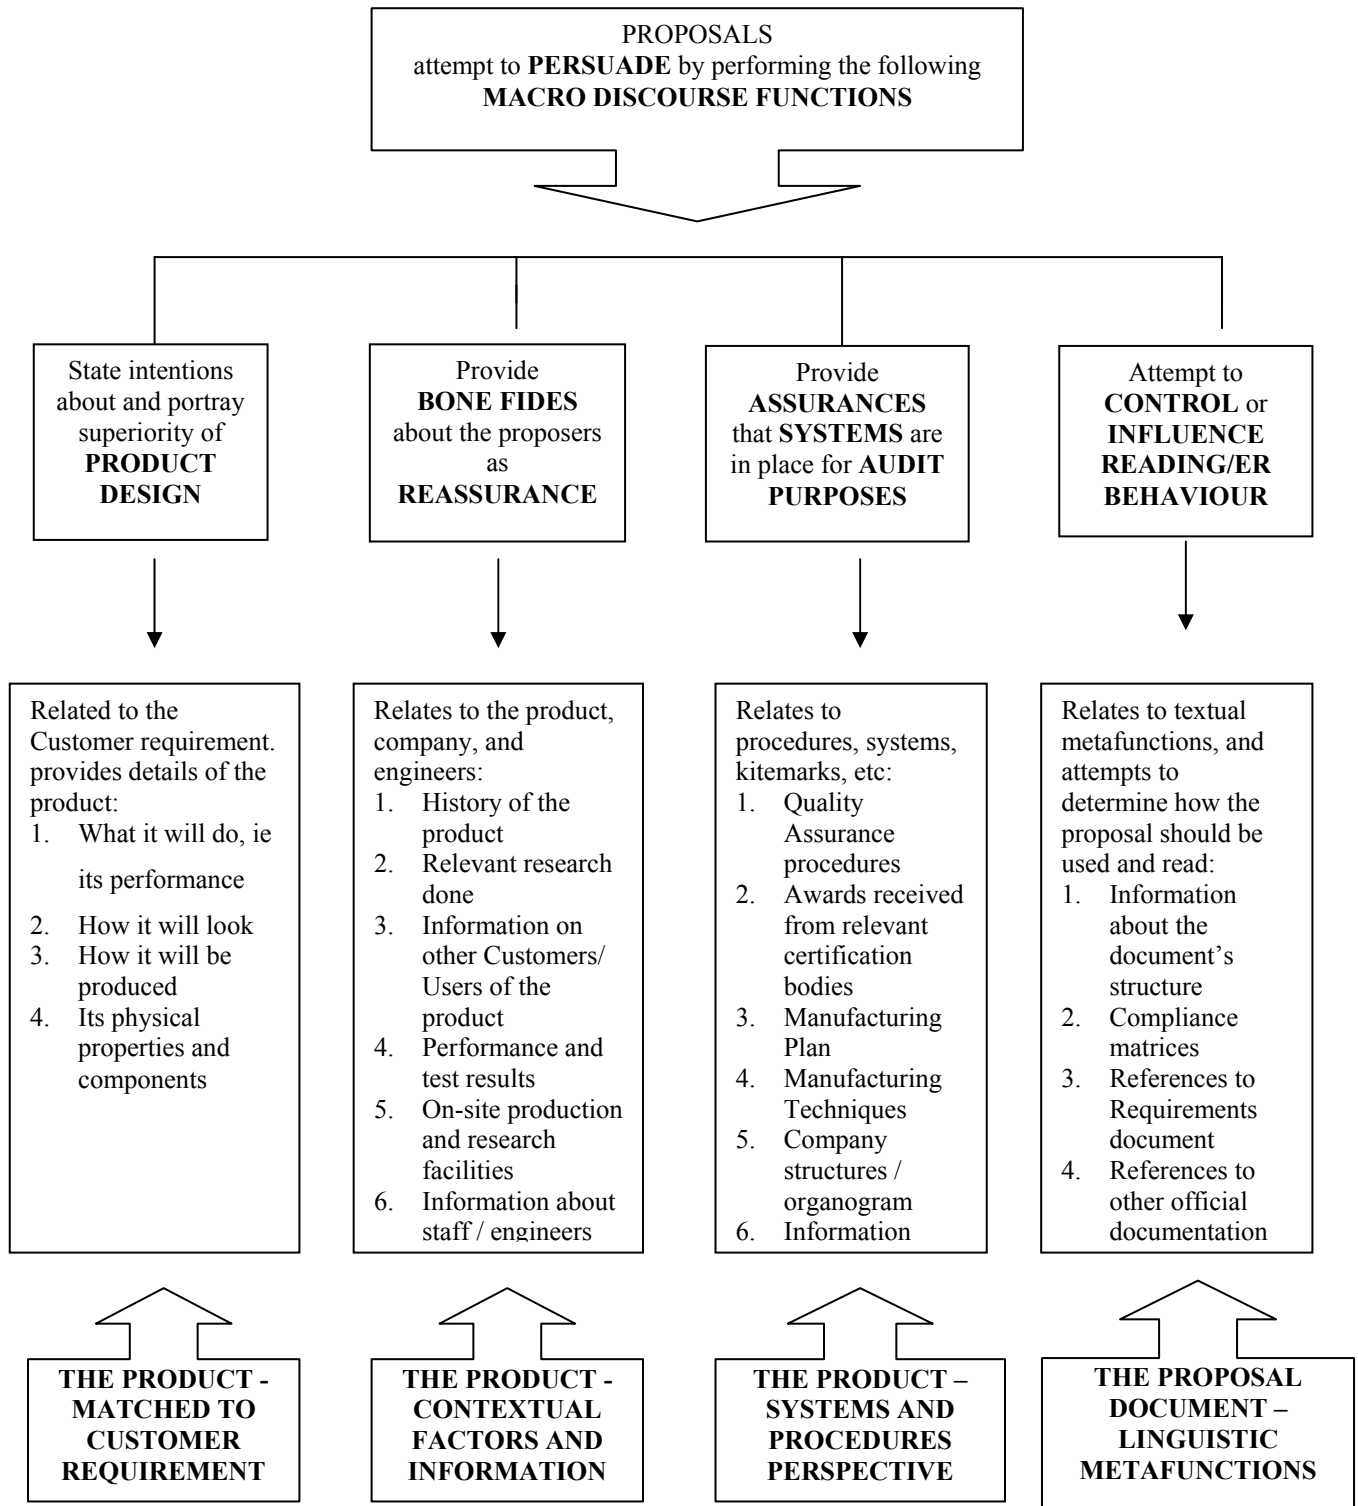 PROPOSALS
attempt to PERSUADE by performing the following
MACRO DISCOURSE FUNCTIONS
State intentions
about and portray
superiority of
PRODUCT
DESIGN
Provide
BONE FIDES
about the proposers
as
REASSURANCE
Provide
ASSURANCES
that SYSTEMS are
in place for AUDIT
PURPOSES
Attempt to
CONTROL or
INFLUENCE
READING/ER
BEHAVIOUR
Related to the
Customer requirement.
provides details of the
product:
1. What it will do, ie
its performance
2. How it will look
3. How it will be
produced
4. Its physical
properties and
components
Relates to the product,
company, and
engineers:
1. History of the
product
2. Relevant research
done
3. Information on
other Customers/
Users of the
product
4. Performance and
test results
5. On-site production
and research
facilities
6. Information about
staff / engineers
Relates to
procedures, systems,
kitemarks, etc:
1. Quality
Assurance
procedures
2. Awards received
from relevant
certification
bodies
3. Manufacturing
Plan
4. Manufacturing
Techniques
5. Company
structures /
organogram
6. Information
Relates to textual
metafunctions, and
attempts to
determine how the
proposal should be
used and read:
1. Information
about the
document’s
structure
2. Compliance
matrices
3. References to
Requirements
document
4. References to
other official
documentation
THE PRODUCT -
MATCHED TO
CUSTOMER
REQUIREMENT
THE PRODUCT -
CONTEXTUAL
FACTORS AND
INFORMATION
THE PRODUCT –
SYSTEMS AND
PROCEDURES
PERSPECTIVE
THE PROPOSAL
DOCUMENT –
LINGUISTIC
METAFUNCTIONS